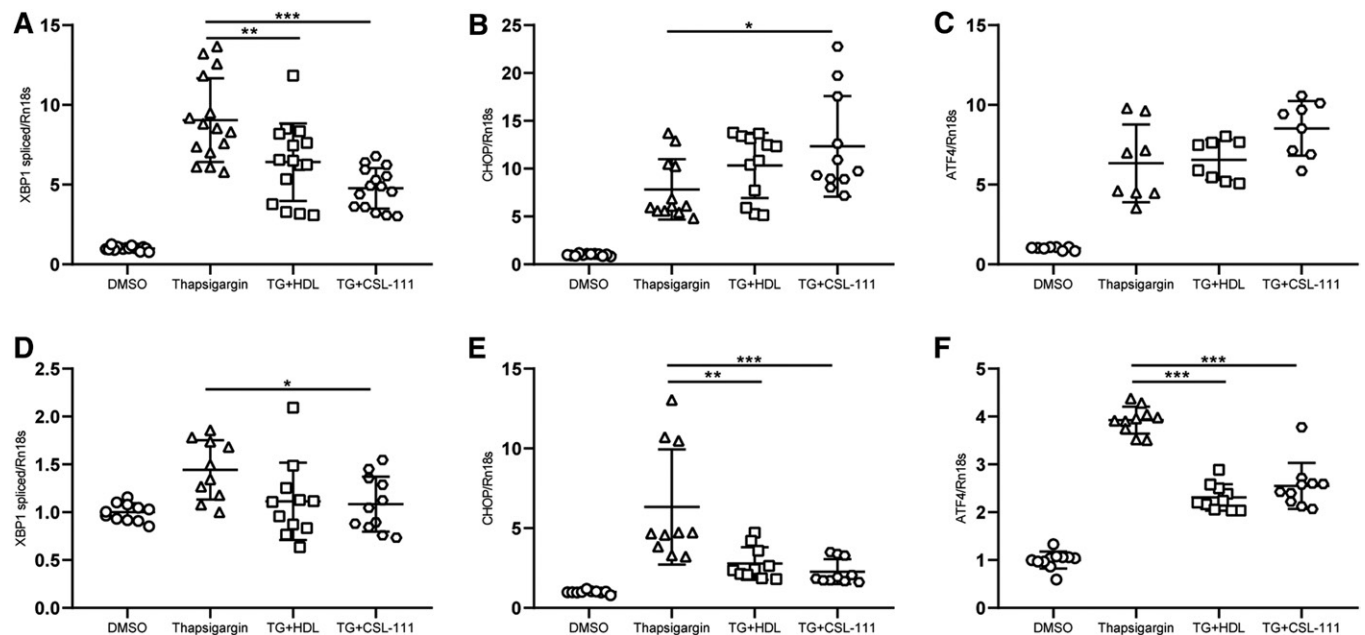 A
XBP1 spliced/Rn18s
15
10
5
0
***
**
DMSO
Thapsigargin
TG+HDL
TG+CSL-111
B
CHOP/Rn18s
25
20
15
10
5
0
*
DMSO
Thapsigargin
TG+HDL
TG+CSL-111
C
ATF4/Rn18s
15
10
5
0
DMSO
Thapsigargin
TG+HDL
TG+CSL-111
D
XBP1 spliced/Rn18s
2.5
2.0
1.5
1.0
0.5
0.0
*
DMSO
Thapsigargin
TG+HDL
TG+CSL-111
E
CHOP/Rn18s
15
10
5
0
***
**
DMSO
Thapsigargin
TG+HDL
TG+CSL-111
F
ATF4/Rn18s
5
4
3
2
1
0
***
***
DMSO
Thapsigargin
TG+HDL
TG+CSL-111